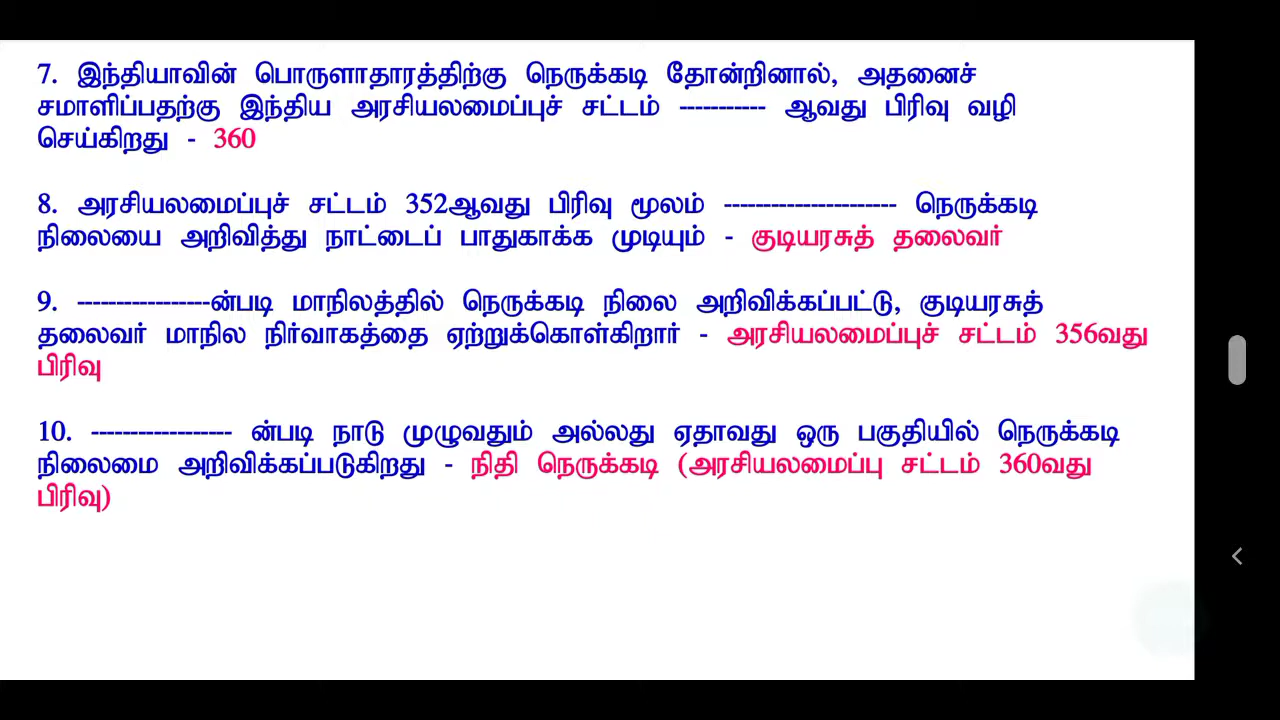 7. இந்தியாவின் பொருளாதாரத்திற்கு நெருக்கடி தோன்றினால், அதனைச்
சமாளிப்பதற்கு இந்திய அரசியலமைப்புச் சட்டம் ----------- ஆவது பிரிவு வழி
செய்கிறது - 360
8. அரசியலமைப்புச் சட்டம் 352ஆவது பிரிவு மூலம் ---------------------- நெருக்கடி
நிலையை அறிவித்து நாட்டைப் பாதுகாக்க முடியும் - குடியரசுத் தலைவர்
9. -----------------ன்படி மாநிலத்தில் நெருக்கடி நிலை அறிவிக்கப்பட்டு, குடியரசுத்
தலைவர் மாநில நிர்வாகத்தை ஏற்றுக்கொள்கிறார் - அரசியலமைப்புச் சட்டம் 356வது
பிரிவு
10. ------------------ ன்படி நாடு முழுவதும் அல்லது ஏதாவது ஒரு பகுதியில் நெருக்கடி
நிலைமை அறிவிக்கப்படுகிறது - நிதி நெருக்கடி (அரசியலமைப்பு சட்டம் 360வது
பிரிவு)